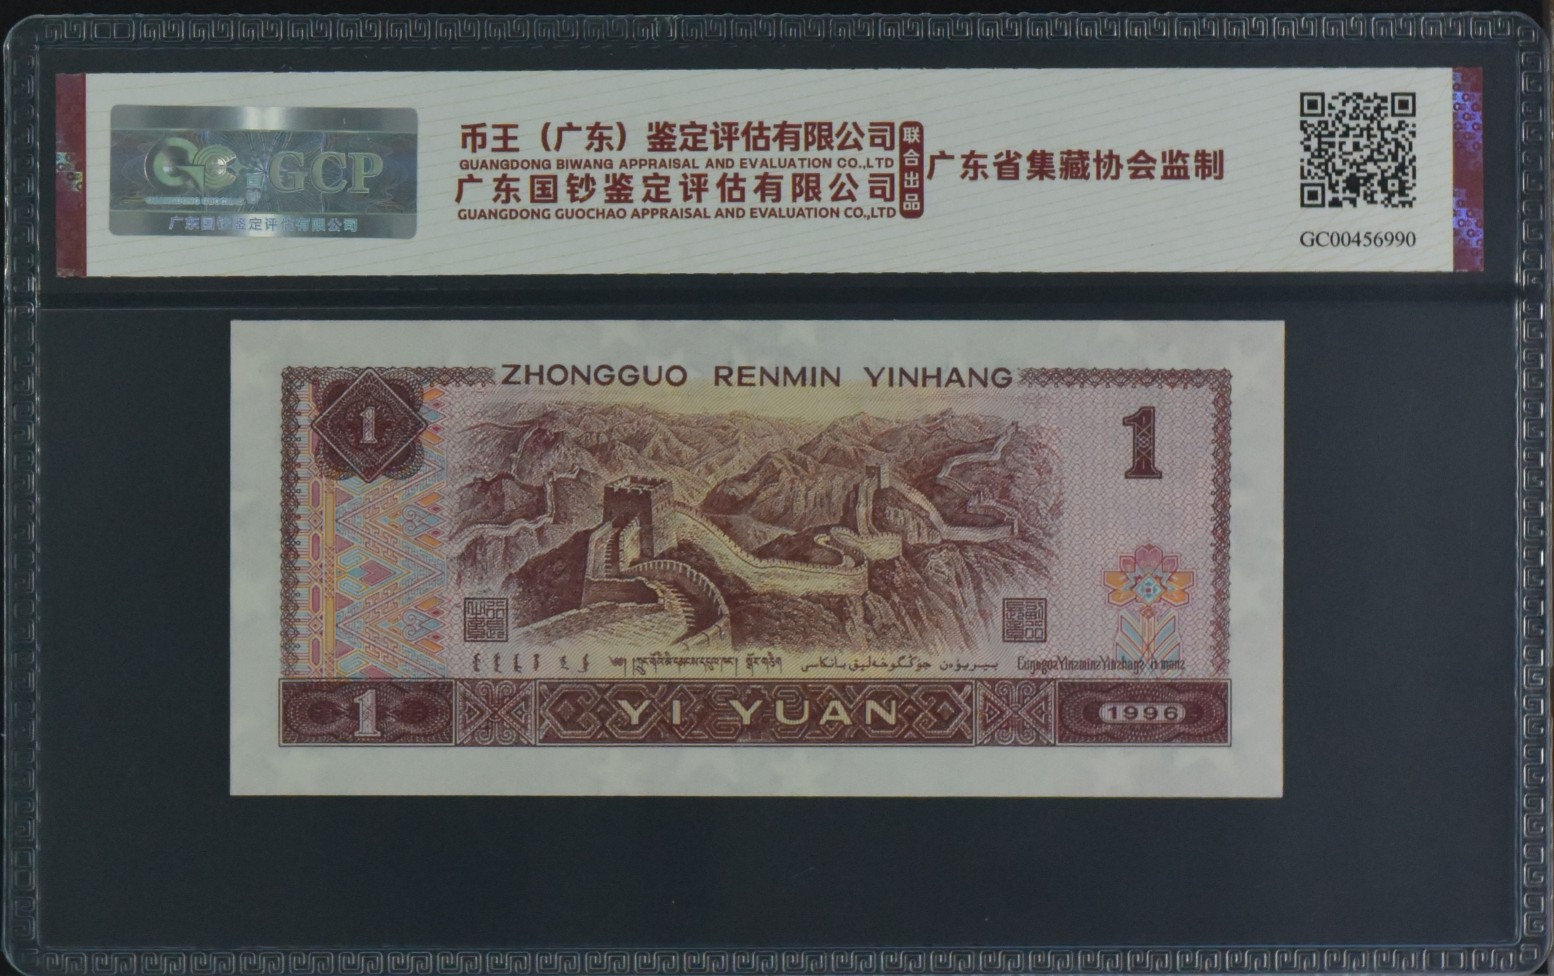 GCP
广东国钞鉴定评估有限公司
币王（广东）鉴定评估有限公司
GUANGDONG BIWANG APPRAISAL AND EVALUATION CO.,LTD
广东国钞鉴定评估有限公司
GUANGDONG GUOCHAO APPRAISAL AND EVALUATION CO.,LTD
联合出品
广东省集藏协会监制
GC00456990
ZHONGGUO RENMIN YINHANG
1
1
1
YI YUAN
1996